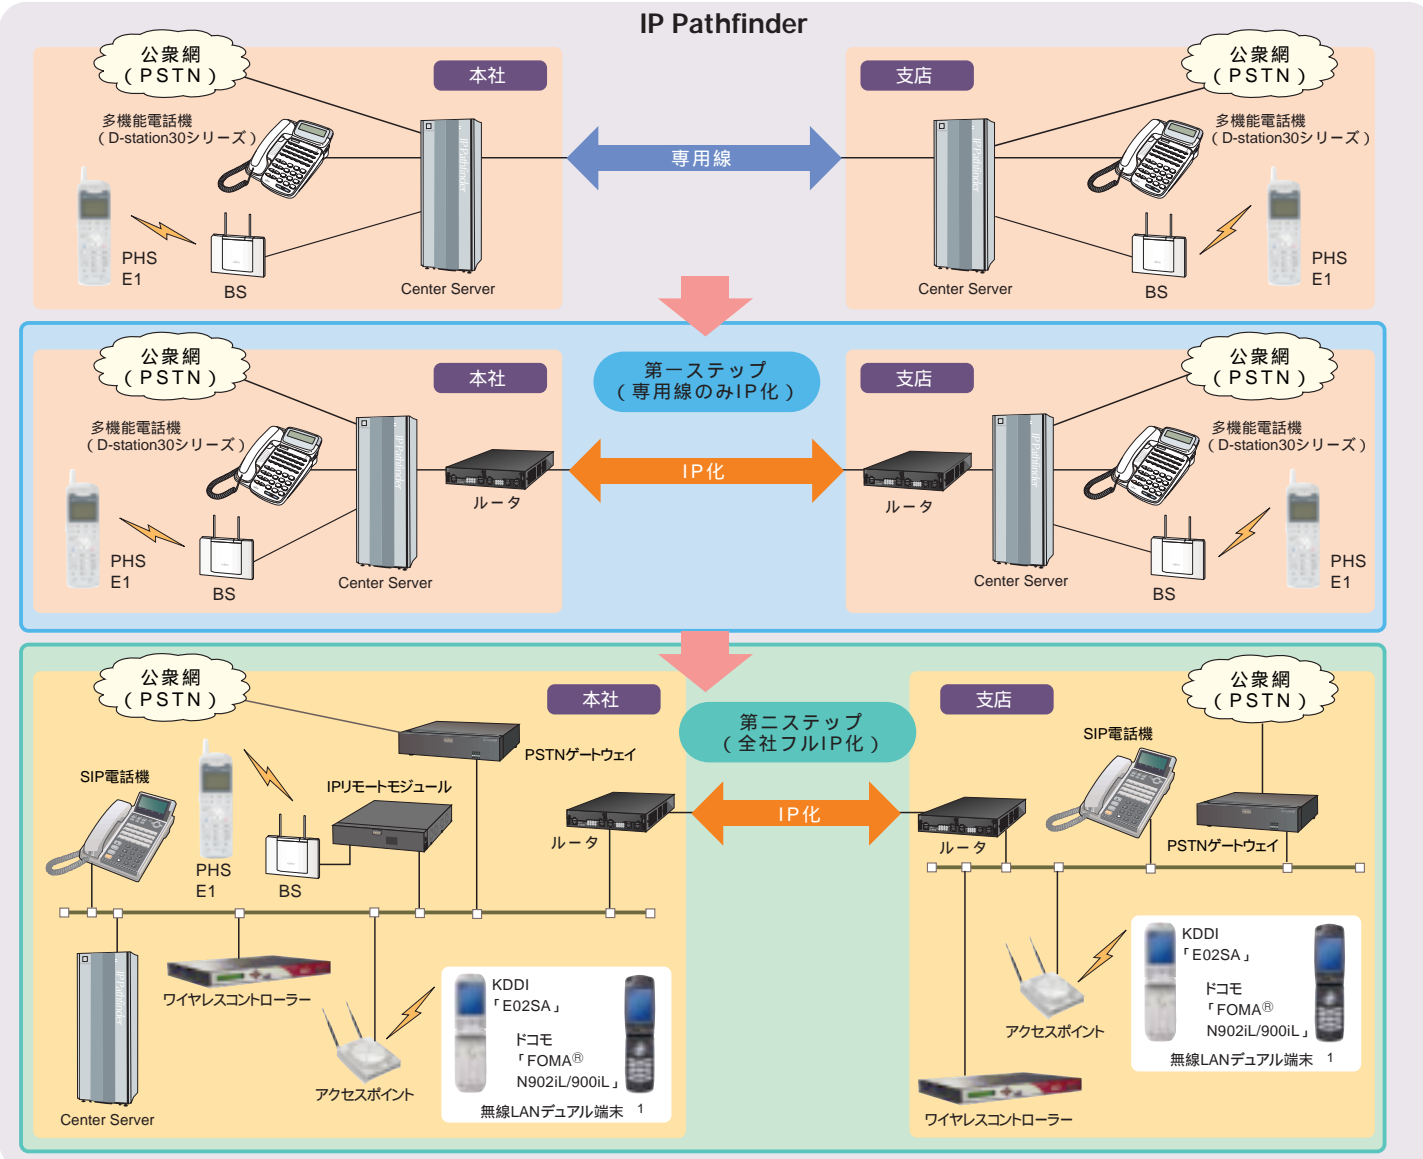 IP Pathfinder
公衆網
(PSTN)
本社
多機能電話機
(D-station30シリーズ)
IP Pathfinder
PHS
E1
BS
Center Server
専用線
支店
公衆網
(PSTN)
多機能電話機
(D-station30シリーズ)
IP Pathfinder
PHS
E1
BS
Center Server
第一ステップ
(専用線のみIP化)
公衆網
(PSTN)
本社
多機能電話機
(D-station30シリーズ)
IP Pathfinder
ルータ
PHS
E1
BS
Center Server
IP化
支店
公衆網
(PSTN)
多機能電話機
(D-station30シリーズ)
IP Pathfinder
ルータ
PHS
E1
BS
Center Server
第二ステップ
(全社フルIP化)
公衆網
(PSTN)
本社
PSTNゲートウェイ
SIP電話機
IPリモートモジュール
ルータ
PHS
E1
BS
IP Pathfinder
Center Server
ワイヤレスコントローラー
アクセスポイント
KDDI
「E02SA」
ドコモ
「FOMA®
N902iL/900iL」
無線LANデュアル端末 1
IP化
支店
公衆網
(PSTN)
SIP電話機
ルータ
PSTNゲートウェイ
アクセスポイント
KDDI
「E02SA」
ドコモ
「FOMA®
N902iL/900iL」
無線LANデュアル端末 1
ワイヤレスコントローラー